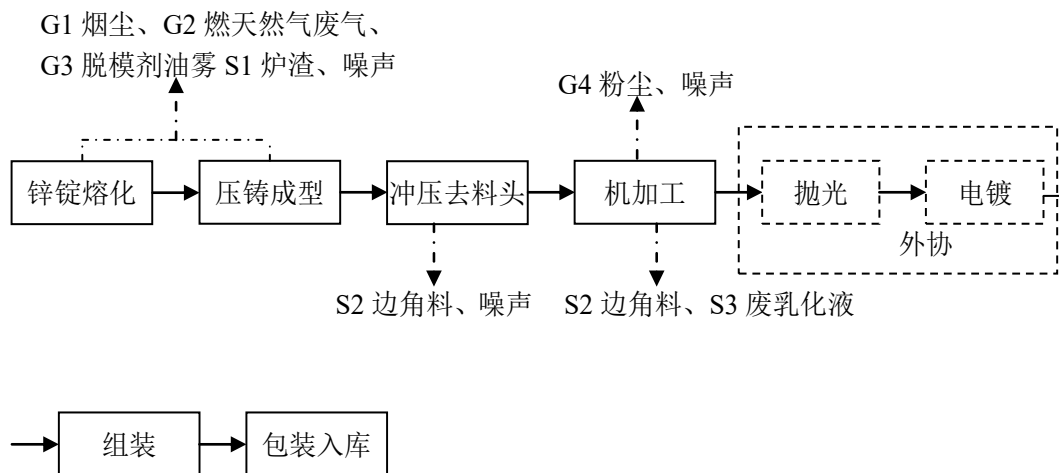 G1 烟尘、G2 燃天然气废气、
G3 脱模剂油雾 S1 炉渣、噪声
G4 粉尘、噪声
锌锭熔化
压铸成型
冲压去料头
机加工
抛光
电镀
外协
S2 边角料、噪声
S2 边角料、S3 废乳化液
组装
包装入库